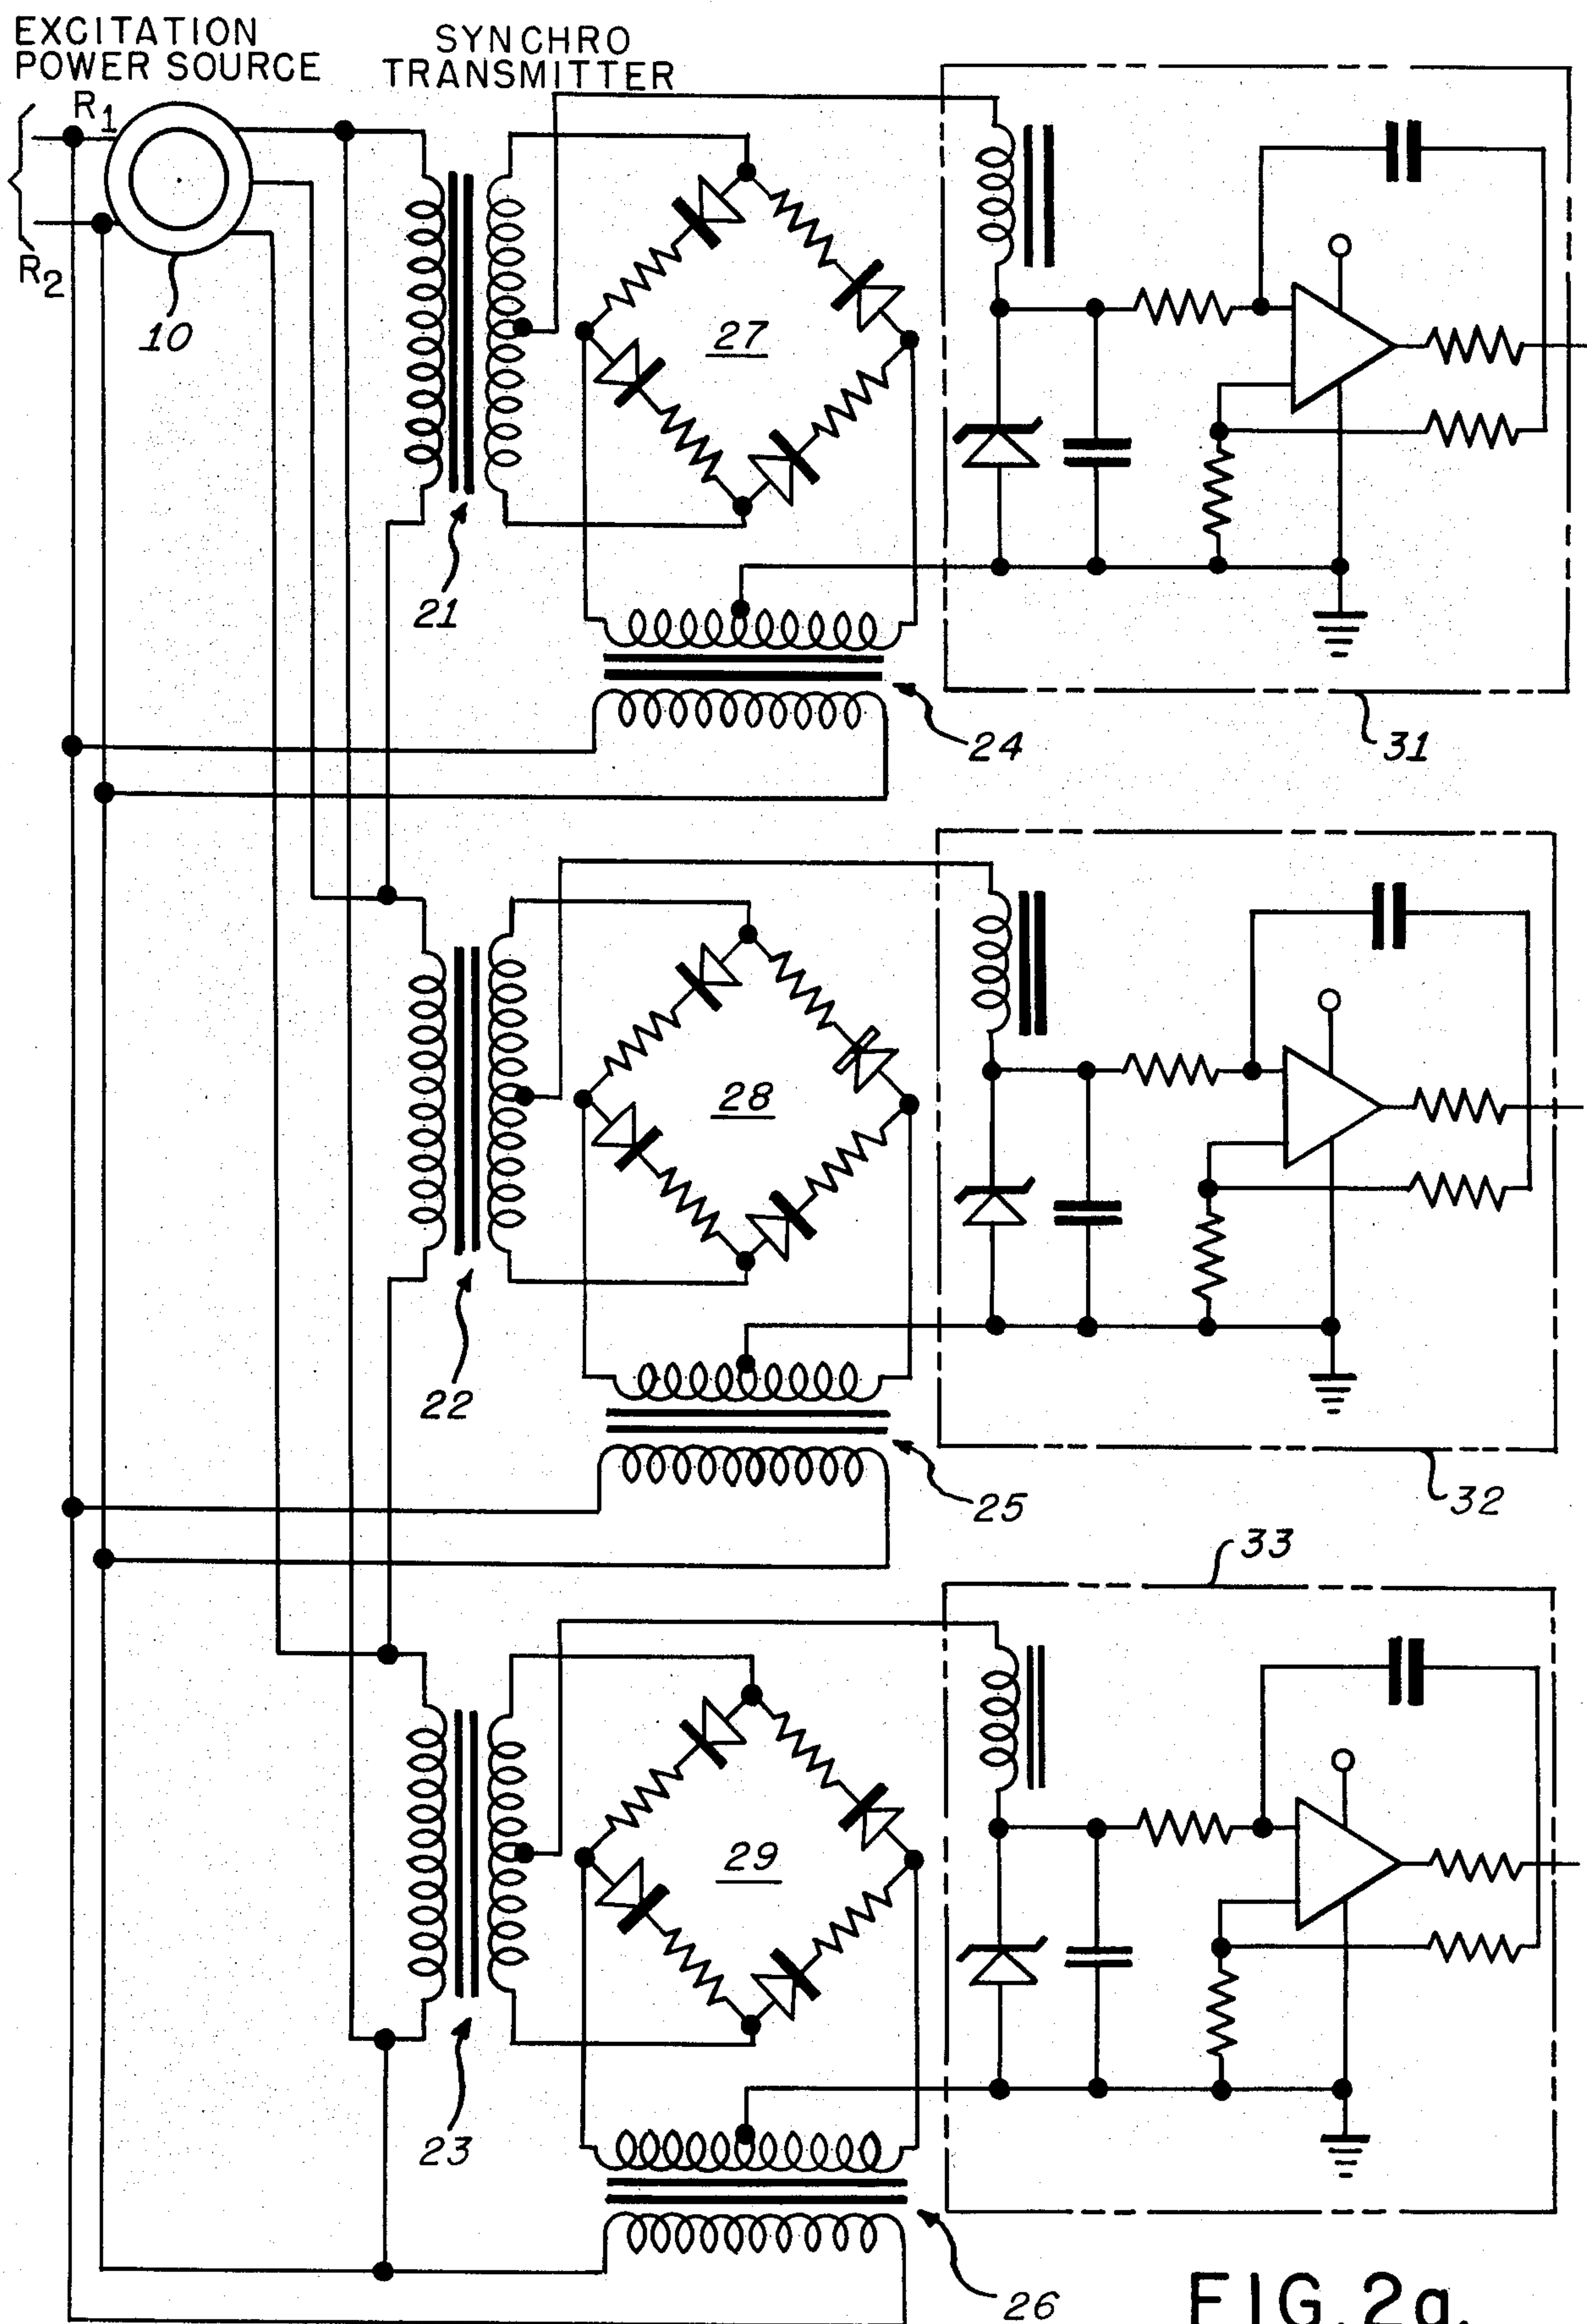 EXCITATION
POWER SOURCE
SYNCHRO
TRANSMITTER
R1
R2
10
27
21
24
31
28
22
25
32
33
29
23
26
FIG. 2a.